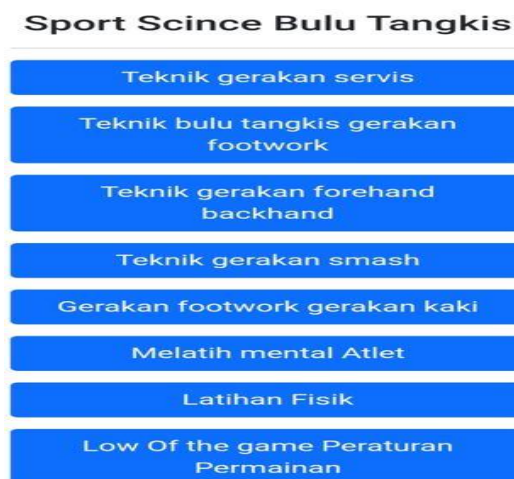 Sport Scince Bulu Tangkis
Teknik gerakan servis
Teknik bulu tangkis gerakan
footwork
Teknik gerakan forehand
backhand
Teknik gerakan smash
Gerakan footwork gerakan kaki
Melatih mental Atlet
Latihan Fisik
Low Of the game Peraturan
Permainan